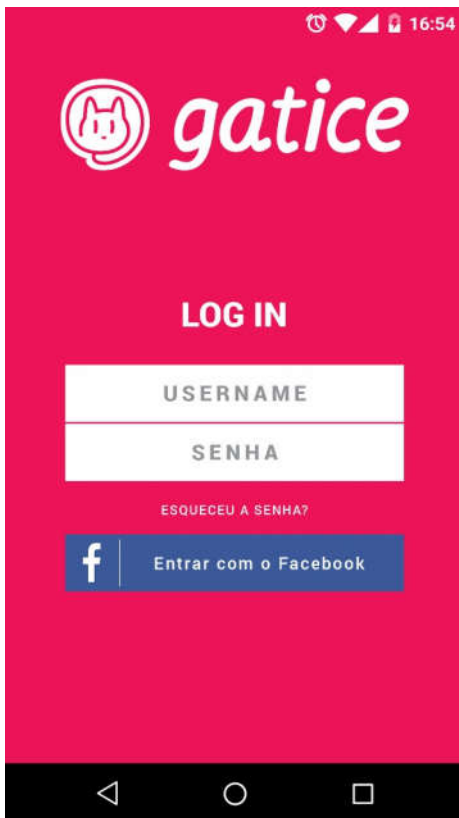 16:54
gatice
LOG IN
USERNAME
SENHA
ESQUECEU A SENHA?
f Entrar com o Facebook